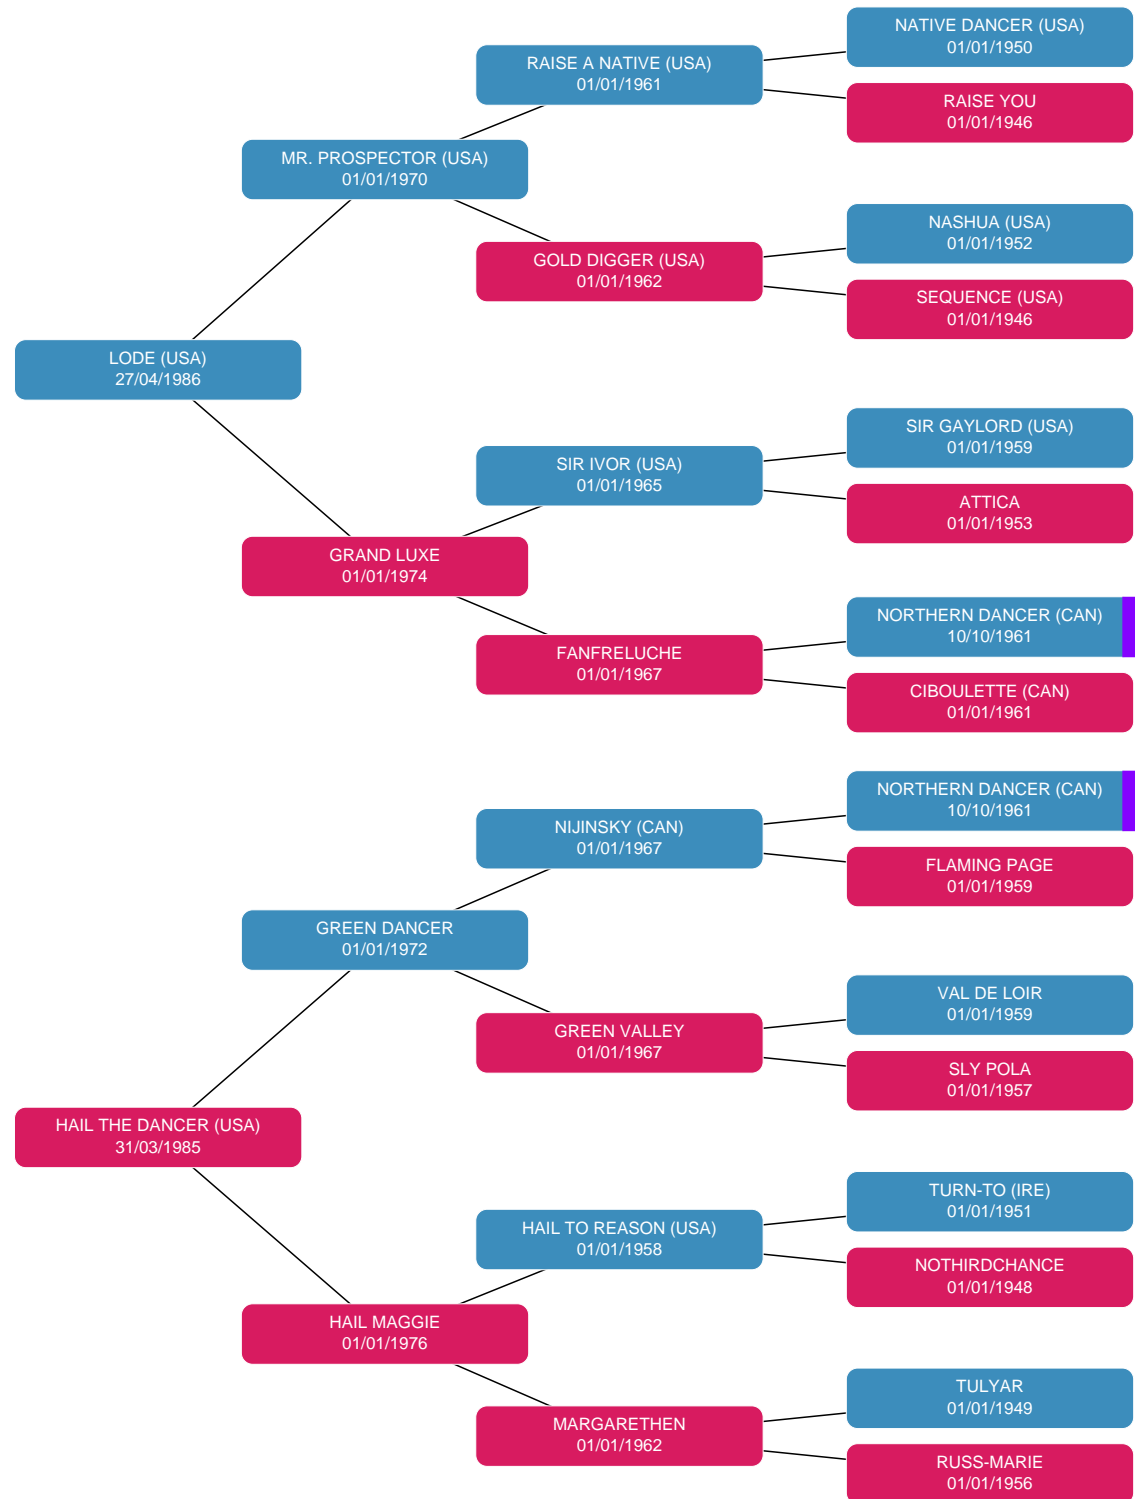 NATIVE DANCER (USA)
01/01/1950
RAISE A NATIVE (USA)
01/01/1961
RAISE YOU
01/01/1946
MR. PROSPECTOR (USA)
01/01/1970
NASHUA (USA)
01/01/1952
GOLD DIGGER (USA)
01/01/1962
SEQUENCE (USA)
01/01/1946
LODE (USA)
27/04/1986
SIR GAYLORD (USA)
01/01/1959
SIR IVOR (USA)
01/01/1965
ATTICA
01/01/1953
GRAND LUXE
01/01/1974
NORTHERN DANCER (CAN)
10/10/1961
FANFRELUCHE
01/01/1967
CIBOULETTE (CAN)
01/01/1961
NORTHERN DANCER (CAN)
10/10/1961
NIJINSKY (CAN)
01/01/1967
FLAMING PAGE
01/01/1959
GREEN DANCER
01/01/1972
VAL DE LOIR
01/01/1959
GREEN VALLEY
01/01/1967
SLY POLA
01/01/1957
HAIL THE DANCER (USA)
31/03/1985
TURN-TO (IRE)
01/01/1951
HAIL TO REASON (USA)
01/01/1958
NOTHIRDCHANCE
01/01/1948
HAIL MAGGIE
01/01/1976
TULYAR
01/01/1949
MARGARETHEN
01/01/1962
RUSS-MARIE
01/01/1956